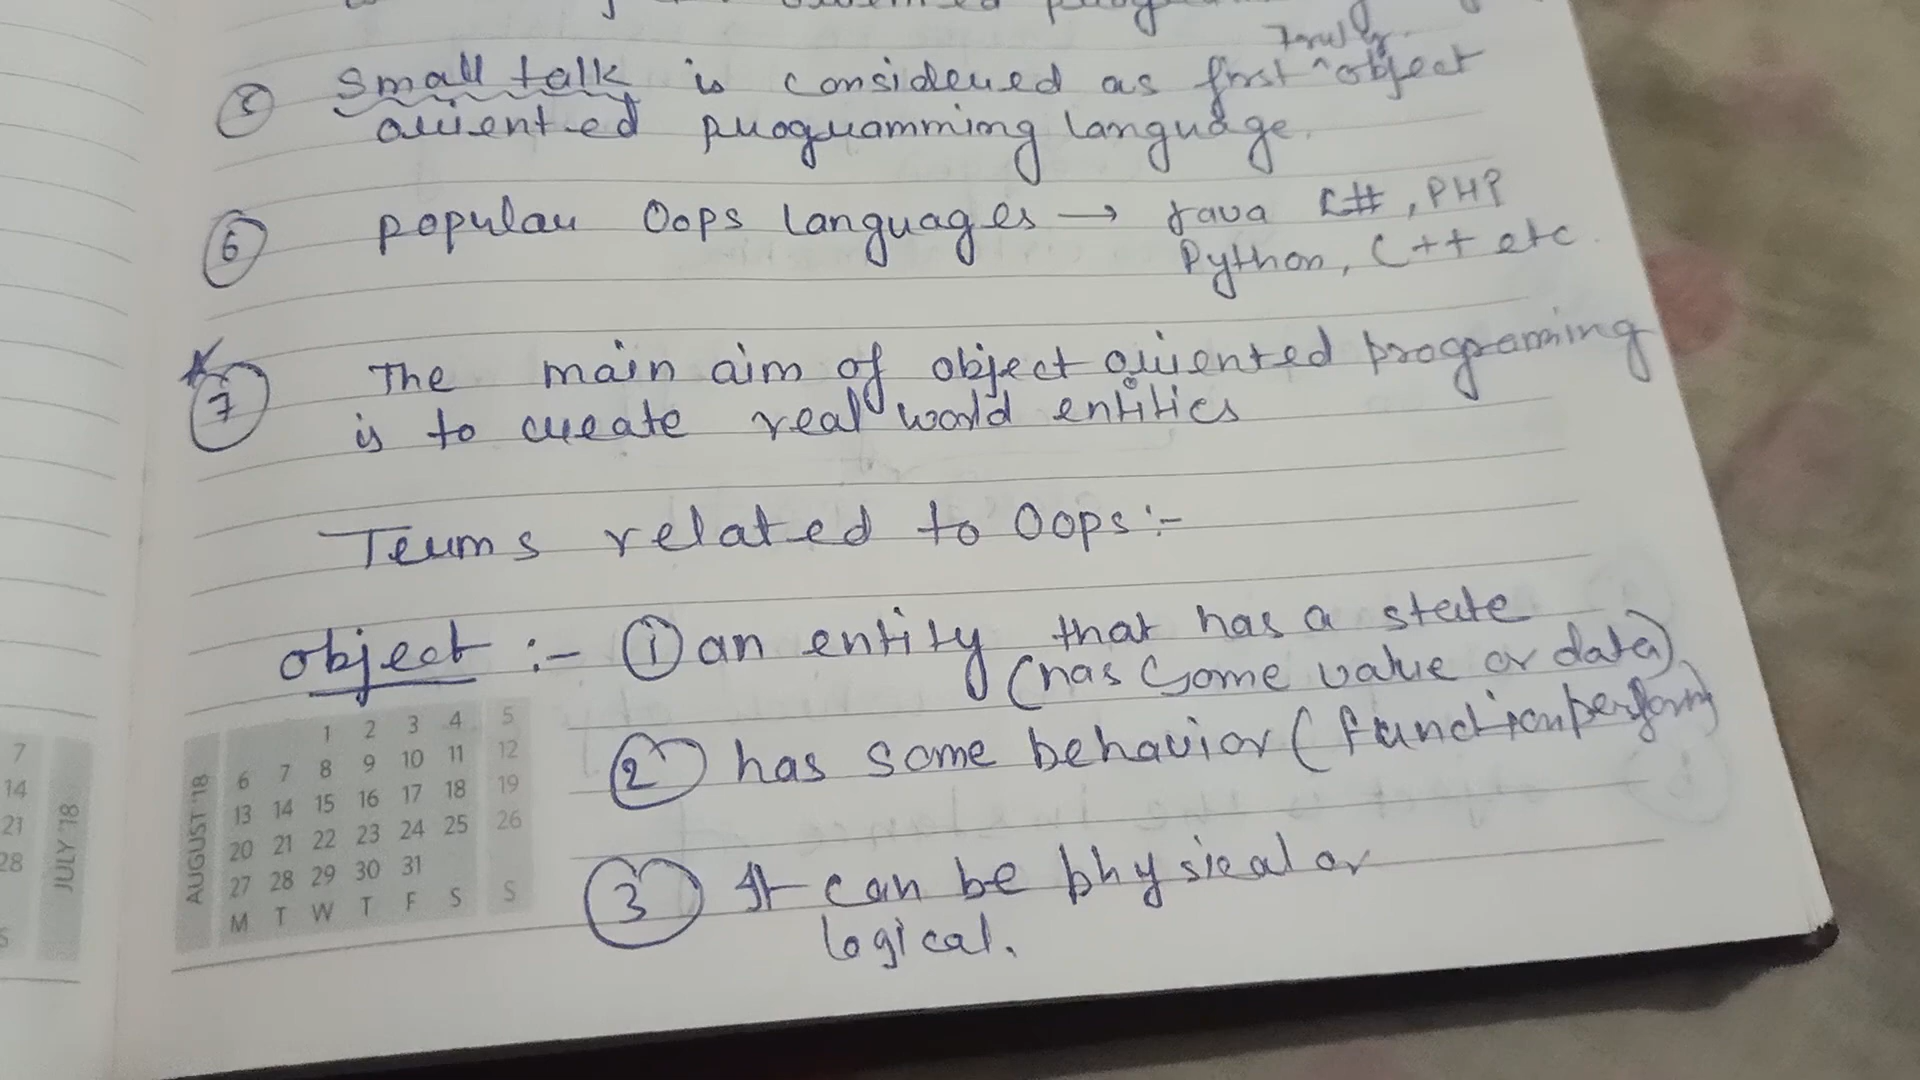 Truly
⑤ Small talk is considered as first ^ object
oriented programming language.
⑥ popular Oops languages → Java C#, PHP
Python, C++ etc.
⑦ The main aim of object oriented programing
is to create real world entities
Terms related to Oops :-
object :- ① an entity that has a state
(has some value or data)
② has some behavior (function perform)
③ It can be physical or
logical.
AUGUST '18
1 2 3 4 5
6 7 8 9 10 11 12
13 14 15 16 17 18 19
20 21 22 23 24 25 26
27 28 29 30 31
M T W T F S S
7
14
21
28
S
JULY '18